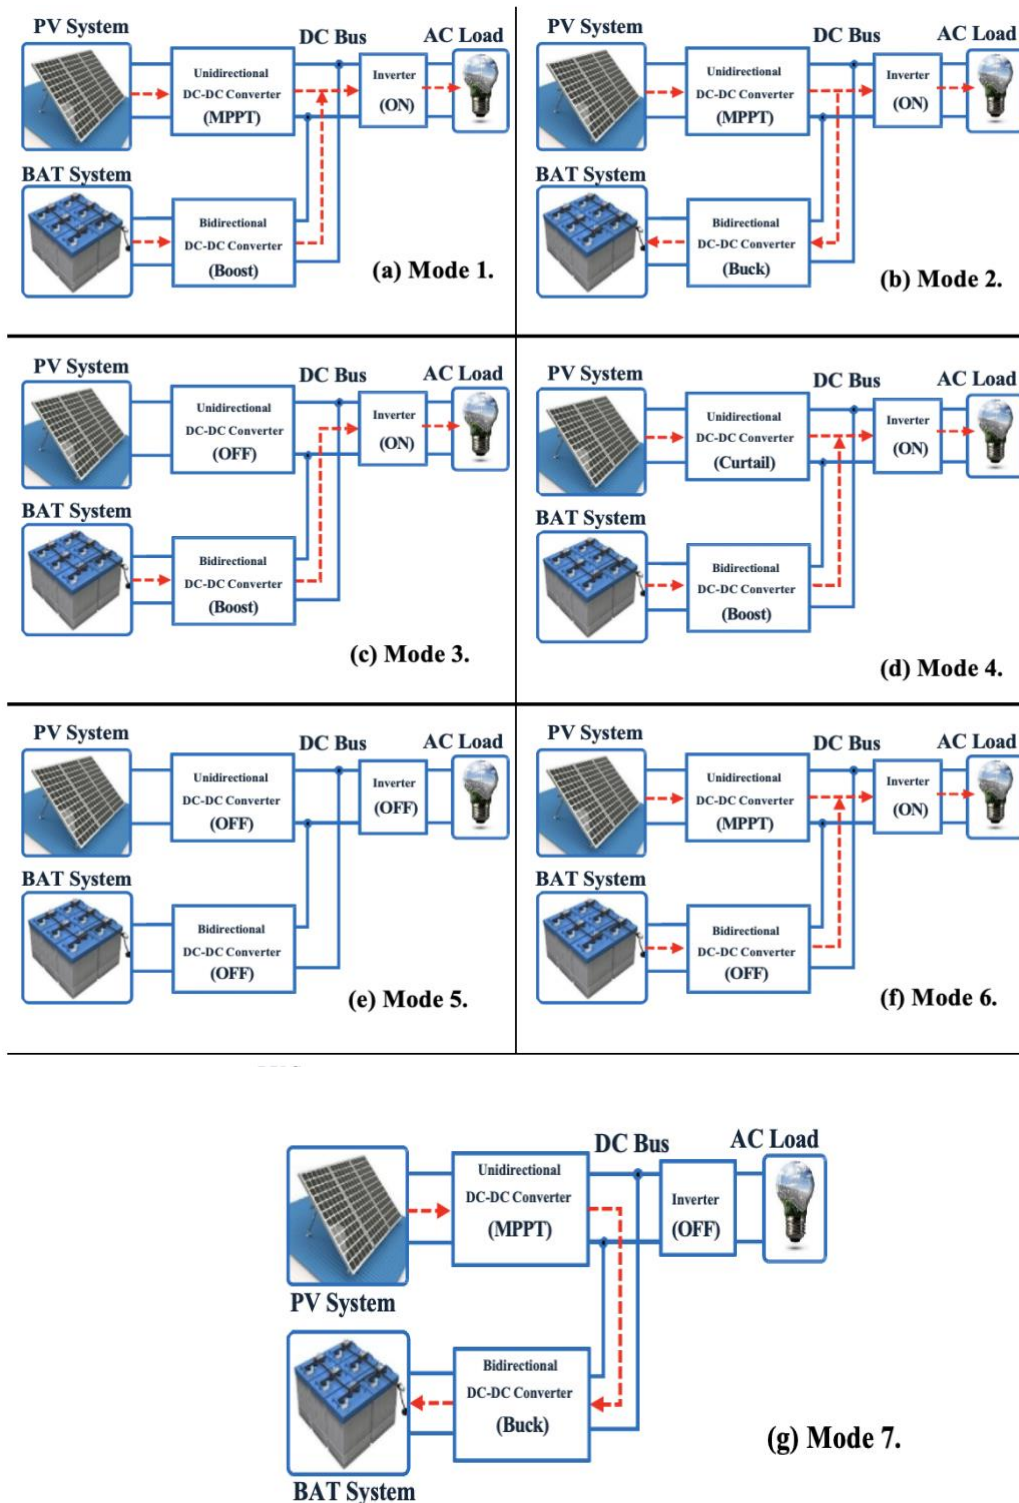 PV System
DC Bus
AC Load
Unidirectional
DC-DC Converter
(MPPT)
Inverter
(ON)
BAT System
Bidirectional
DC-DC Converter
(Boost)
(a) Mode 1.
PV System
DC Bus
AC Load
Unidirectional
DC-DC Converter
(MPPT)
Inverter
(ON)
BAT System
Bidirectional
DC-DC Converter
(Buck)
(b) Mode 2.
PV System
DC Bus
AC Load
Unidirectional
DC-DC Converter
(OFF)
Inverter
(ON)
BAT System
Bidirectional
DC-DC Converter
(Boost)
(c) Mode 3.
PV System
DC Bus
AC Load
Unidirectional
DC-DC Converter
(Curtail)
Inverter
(ON)
BAT System
Bidirectional
DC-DC Converter
(Boost)
(d) Mode 4.
PV System
DC Bus
AC Load
Unidirectional
DC-DC Converter
(OFF)
Inverter
(OFF)
BAT System
Bidirectional
DC-DC Converter
(OFF)
(e) Mode 5.
PV System
DC Bus
AC Load
Unidirectional
DC-DC Converter
(MPPT)
Inverter
(ON)
BAT System
Bidirectional
DC-DC Converter
(OFF)
(f) Mode 6.
DC Bus
AC Load
Unidirectional
DC-DC Converter
(MPPT)
Inverter
(OFF)
PV System
Bidirectional
DC-DC Converter
(Buck)
(g) Mode 7.
BAT System